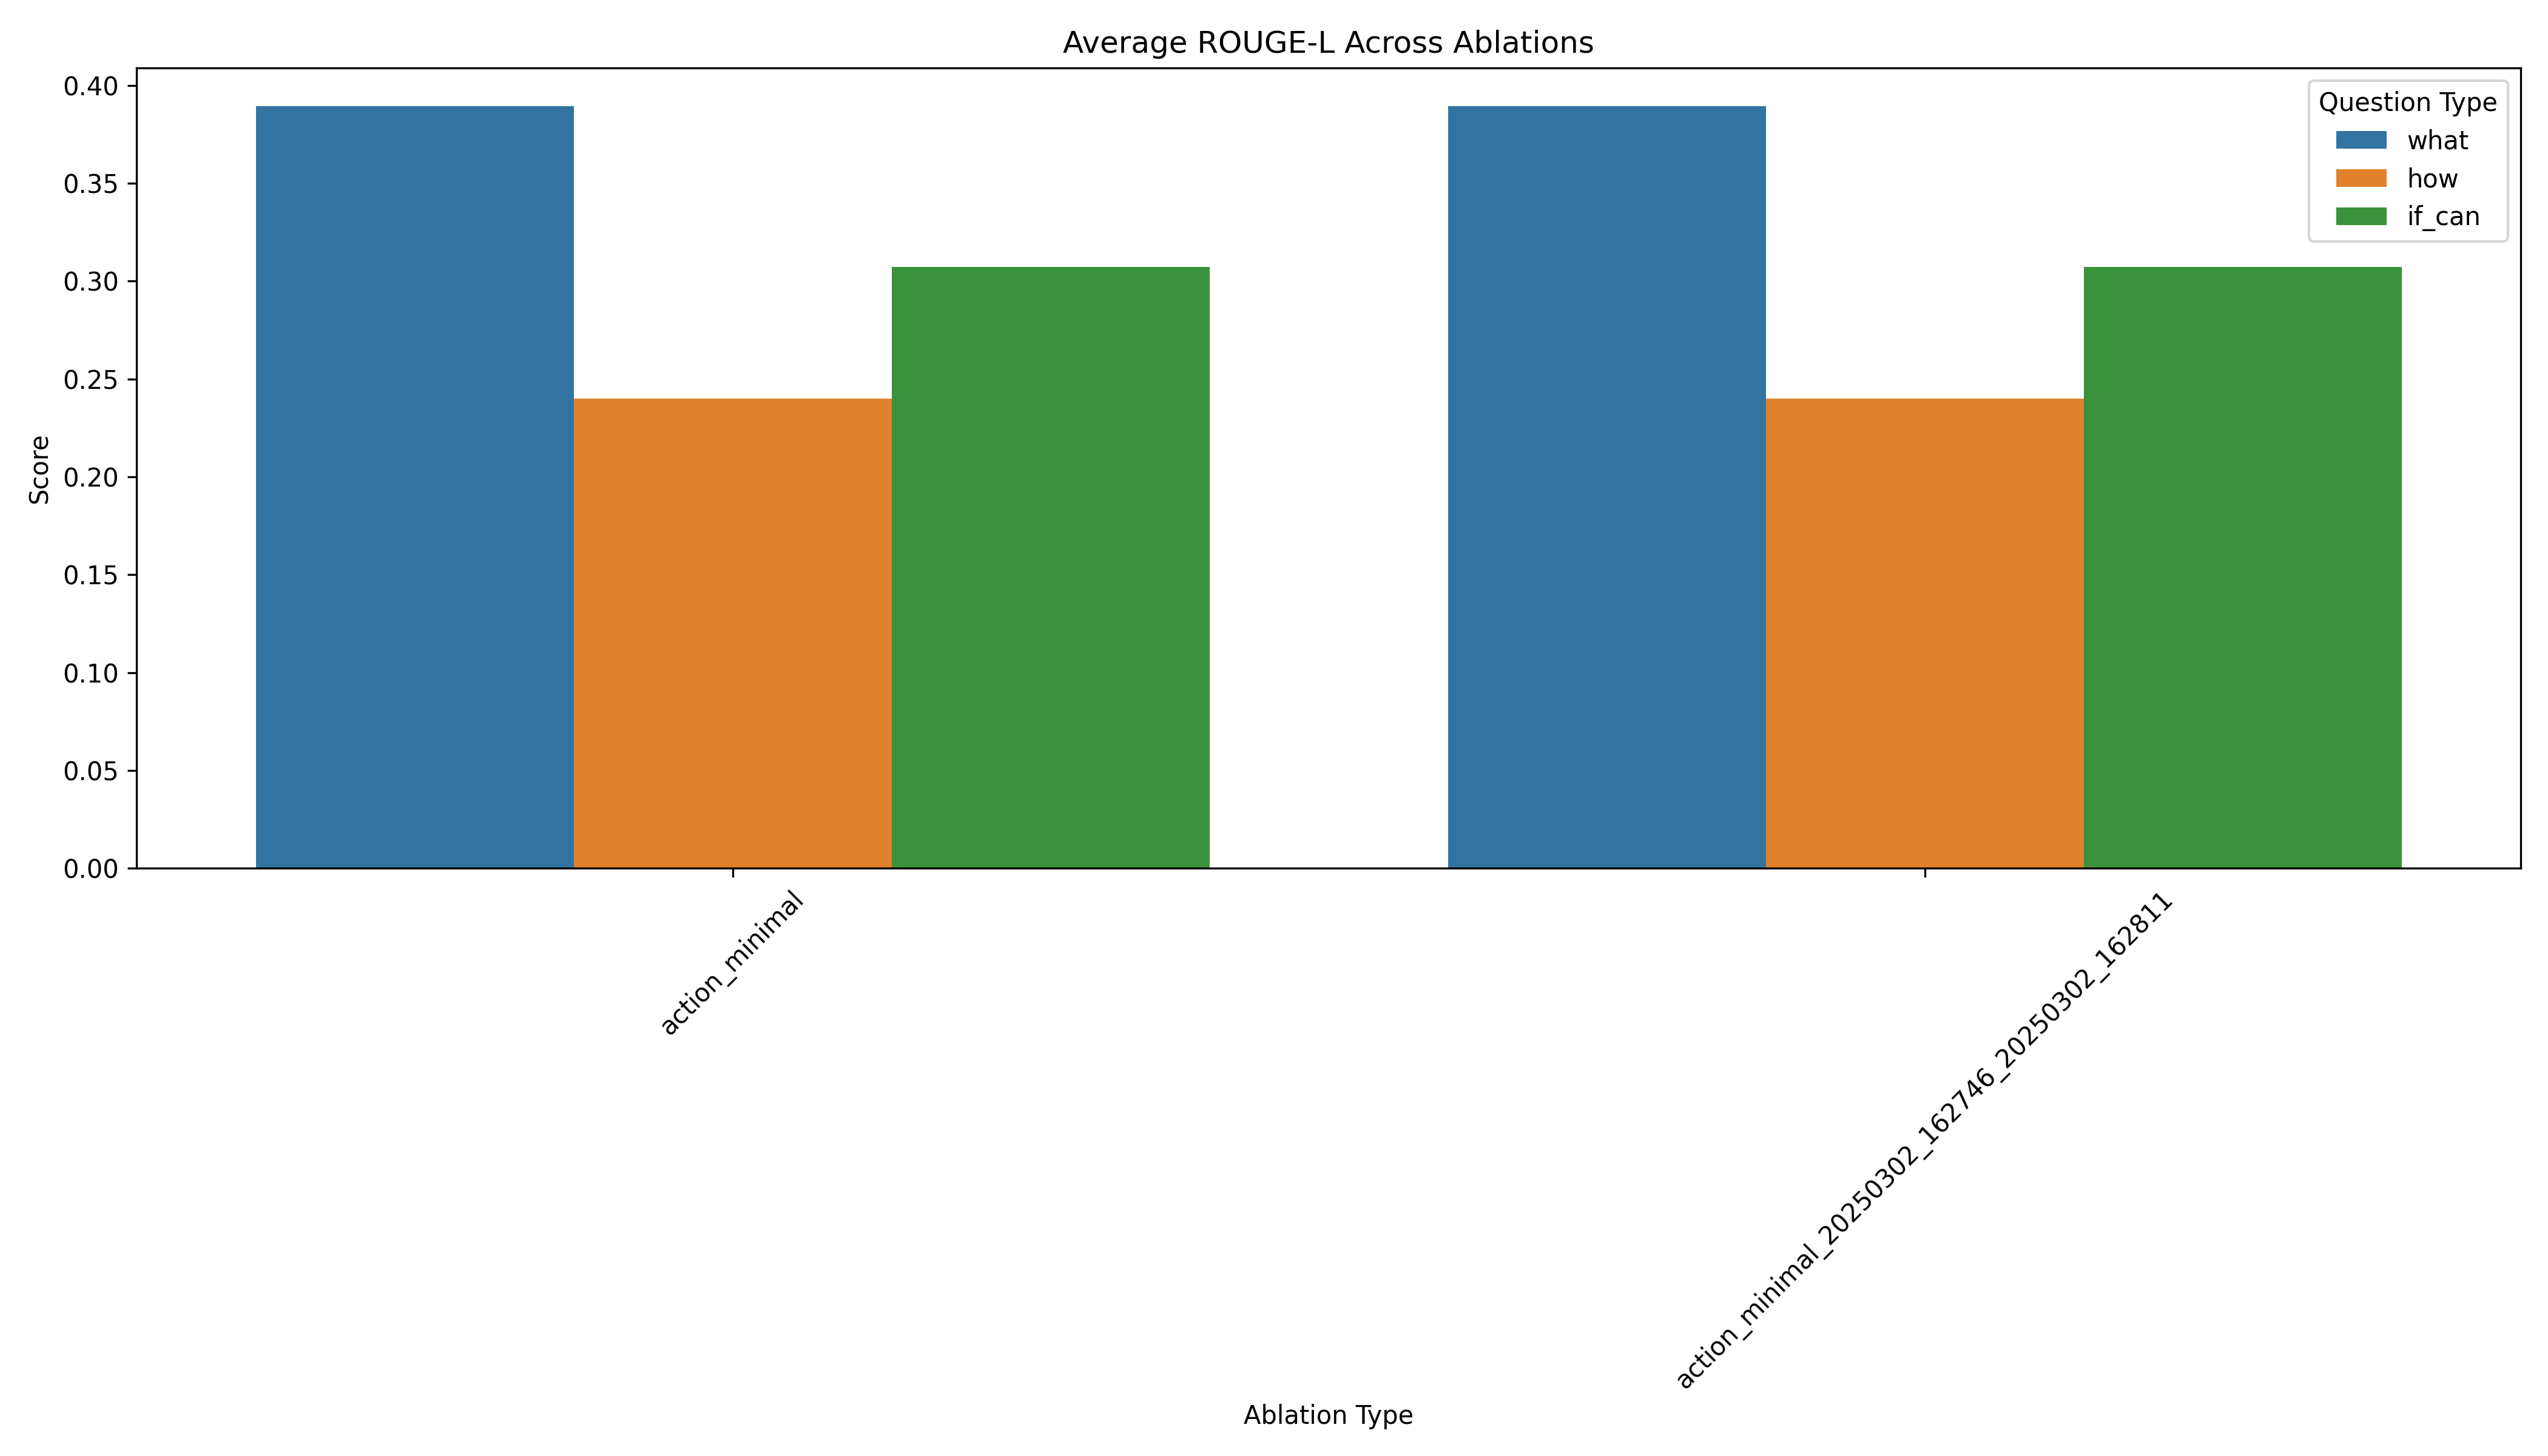 Average ROUGE-L Across Ablations
Score
0.40
0.35
0.30
0.25
0.20
0.15
0.10
0.05
0.00
Question Type
what
how
if_can
action_minimal
action_minimal_20250302_162746_20250302_162811
Ablation Type